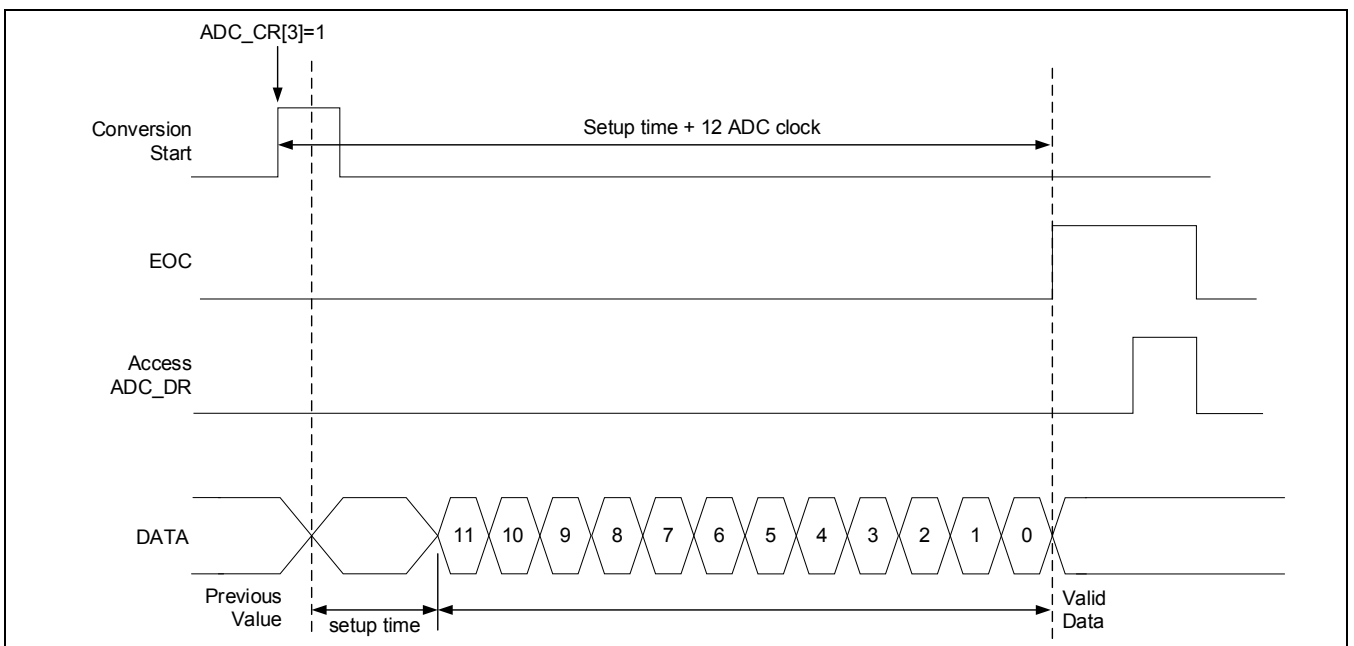 ADC_CR[3]=1
Conversion
Start
Setup time + 12 ADC clock
EOC
Access
ADC_DR
DATA
11 10 9 8 7 6 5 4 3 2 1 0
Previous
Value
setup time
Valid
Data